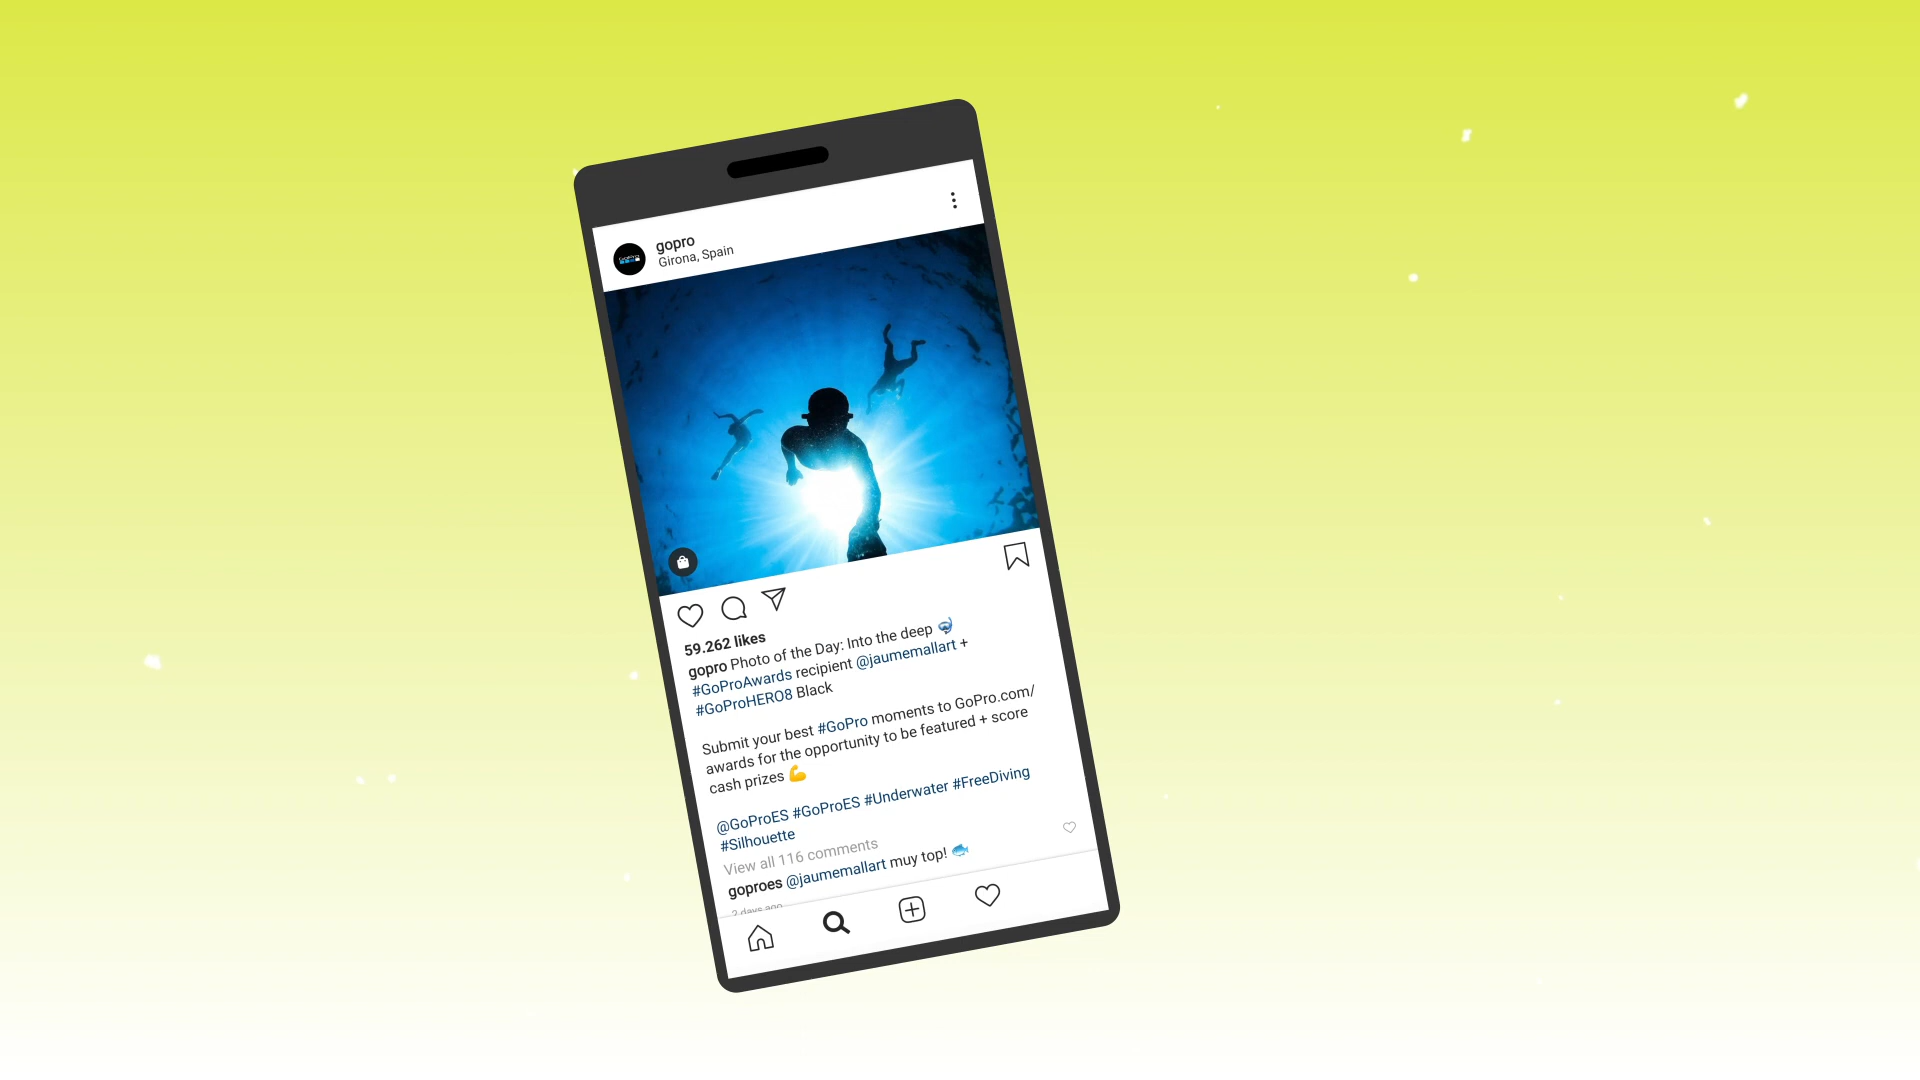 gopro
Girona, Spain
59.262 likes
gopro Photo of the Day: Into the deep 🤿
#GoProAwards recipient @jaumemallart +
#GoProHERO8 Black
Submit your best #GoPro moments to GoPro.com/
awards for the opportunity to be featured + score
cash prizes 💪
@GoProES #GoProES #Underwater #FreeDiving
#Silhouette
View all 116 comments
goproes @jaumemallart muy top! 🐟
2 days ago